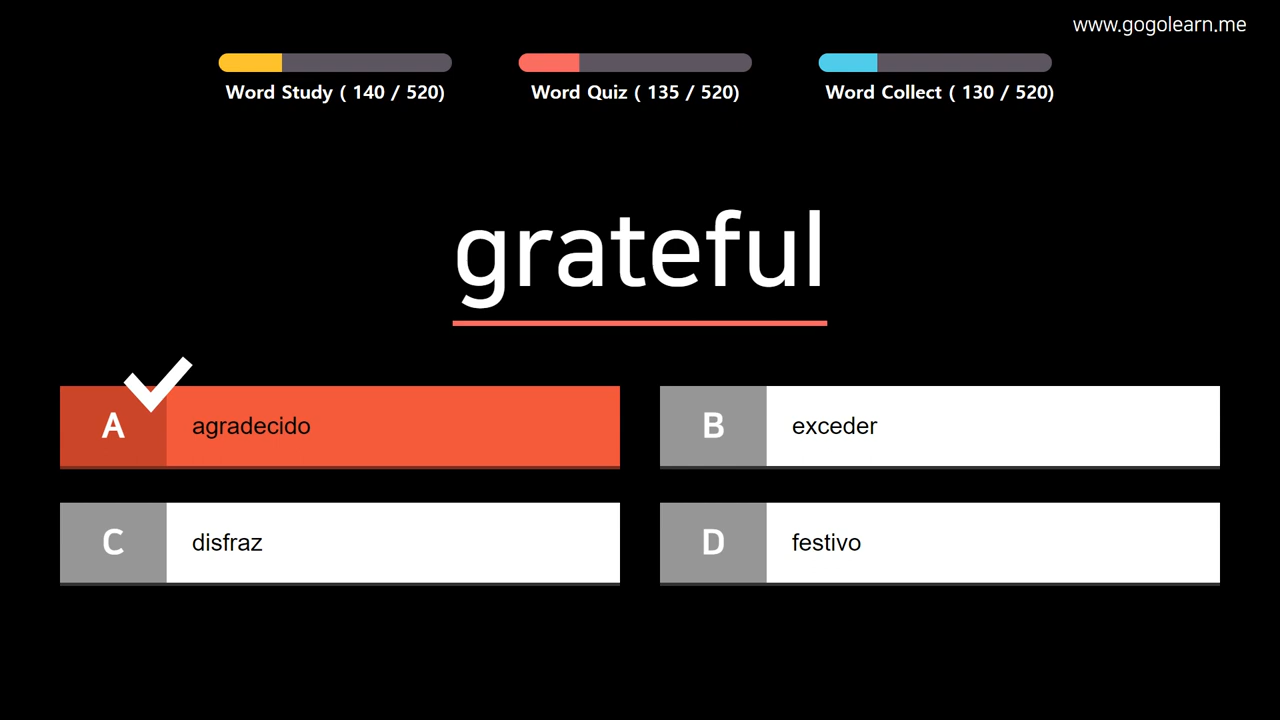 www.gogolearn.me
Word Study ( 140 / 520)
Word Quiz ( 135 / 520)
Word Collect ( 130 / 520)
grateful
A agradecido
B exceder
C disfraz
D festivo